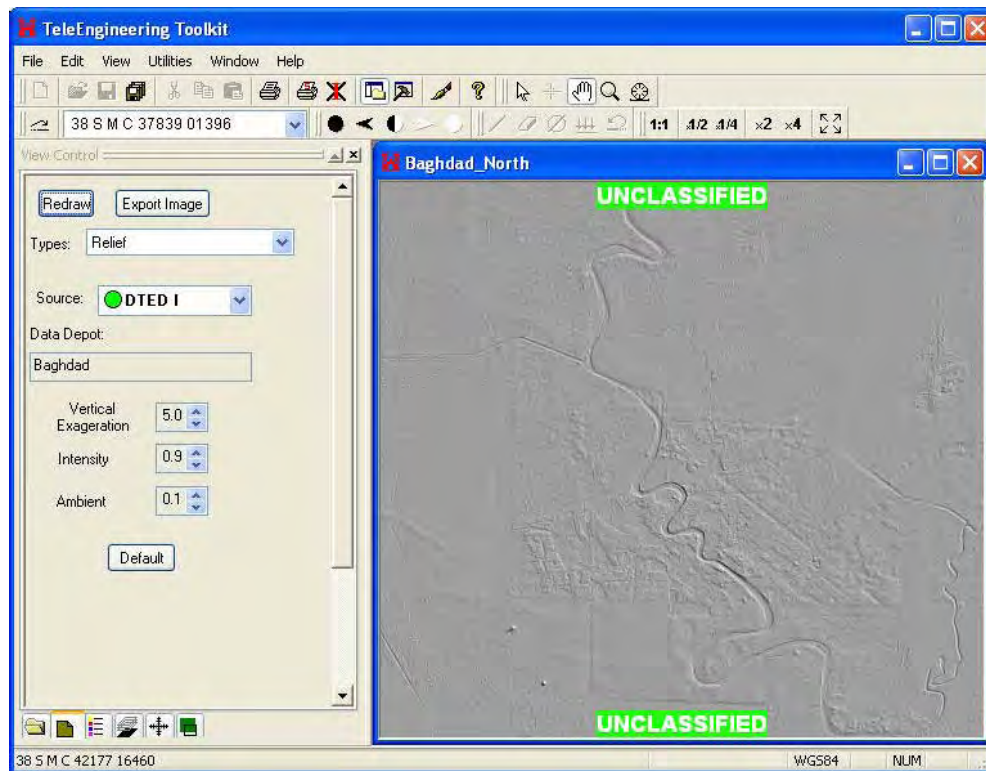 TeleEngineering Toolkit
File Edit View Utilities Window Help
38 S M C 37839 01396
1:1 .1/2 .1/4 x2 x4
View Control
Redraw Export Image
Types: Relief
Source: DTED I
Data Depot:
Baghdad
Vertical
Exageration 5.0
Intensity 0.9
Ambient 0.1
Default
Baghdad_North
UNCLASSIFIED
UNCLASSIFIED
38 S M C 42177 16460 WGS84 NUM